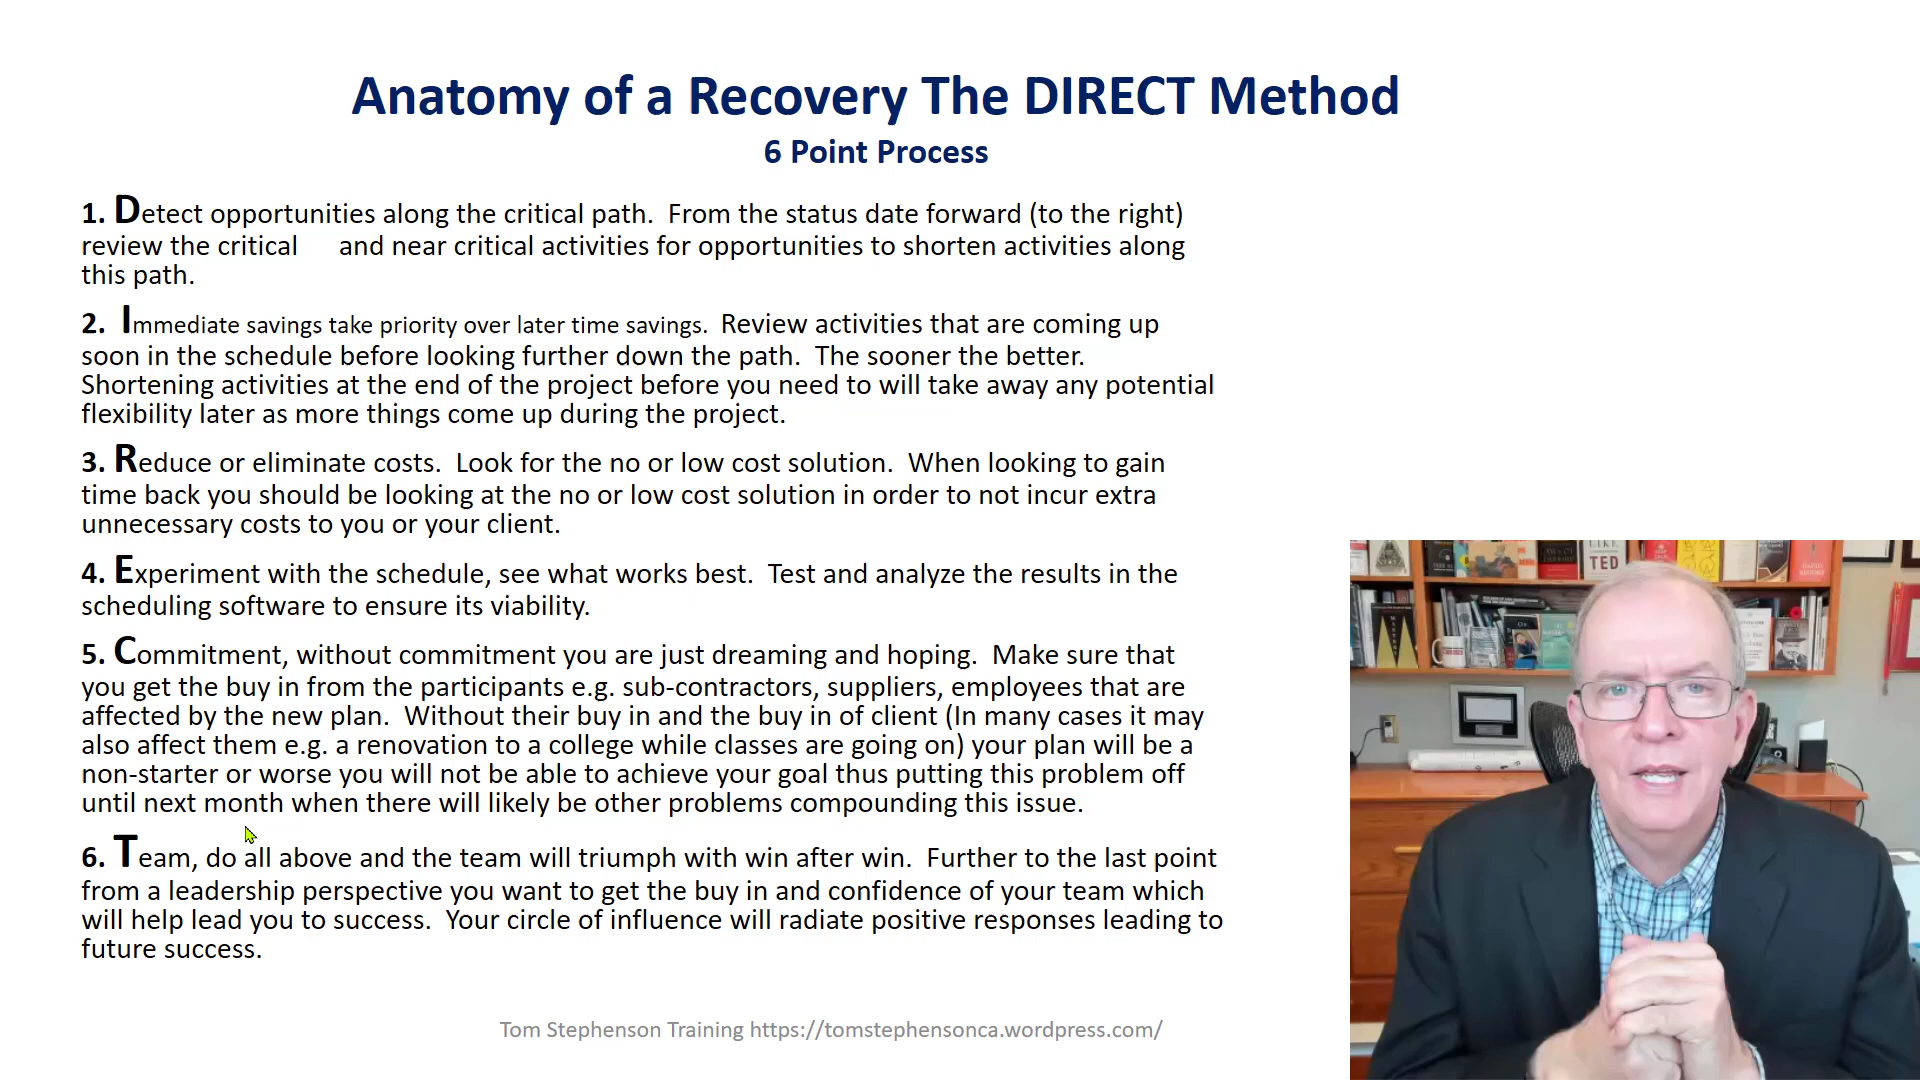 Anatomy of a Recovery The DIRECT Method
6 Point Process
1. Detect opportunities along the critical path. From the status date forward (to the right)
review the critical and near critical activities for opportunities to shorten activities along
this path.
2. Immediate savings take priority over later time savings. Review activities that are coming up
soon in the schedule before looking further down the path. The sooner the better.
Shortening activities at the end of the project before you need to will take away any potential
flexibility later as more things come up during the project.
3. Reduce or eliminate costs. Look for the no or low cost solution. When looking to gain
time back you should be looking at the no or low cost solution in order to not incur extra
unnecessary costs to you or your client.
4. Experiment with the schedule, see what works best. Test and analyze the results in the
scheduling software to ensure its viability.
5. Commitment, without commitment you are just dreaming and hoping. Make sure that
you get the buy in from the participants e.g. sub-contractors, suppliers, employees that are
affected by the new plan. Without their buy in and the buy in of client (In many cases it may
also affect them e.g. a renovation to a college while classes are going on) your plan will be a
non-starter or worse you will not be able to achieve your goal thus putting this problem off
until next month when there will likely be other problems compounding this issue.
6. Team, do all above and the team will triumph with win after win. Further to the last point
from a leadership perspective you want to get the buy in and confidence of your team which
will help lead you to success. Your circle of influence will radiate positive responses leading to
future success.
Tom Stephenson Training https://tomstephensonca.wordpress.com/
TED